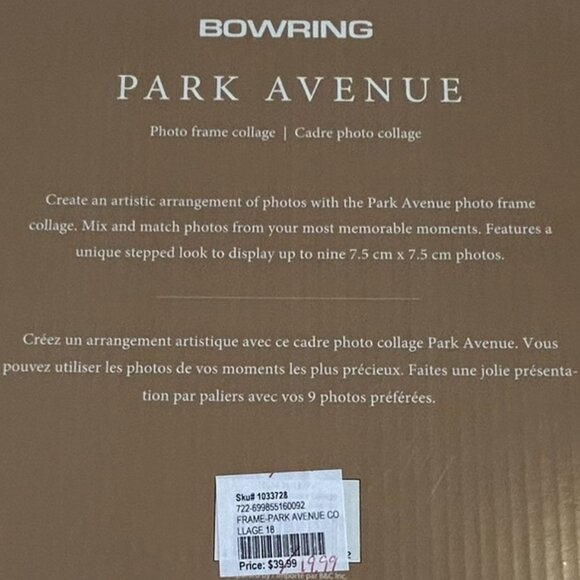 BOWRING
PARK AVENUE
Photo frame collage | Cadre photo collage
Create an artistic arrangement of photos with the Park Avenue photo frame
collage. Mix and match photos from your most memorable moments. Features a
unique stepped look to display up to nine 7.5 cm x 7.5 cm photos.
Créez un arrangement artistique avec ce cadre photo collage Park Avenue. Vous
pouvez utiliser les photos de vos moments les plus précieux. Faites une jolie présenta-
tion par paliers avec vos 9 photos préférées.
Sku# 1033728
722-699855160092
FRAME-PARK AVENUE CO
LLAGE 18
Price: $39.99 19.99
Importé par B&C Inc.